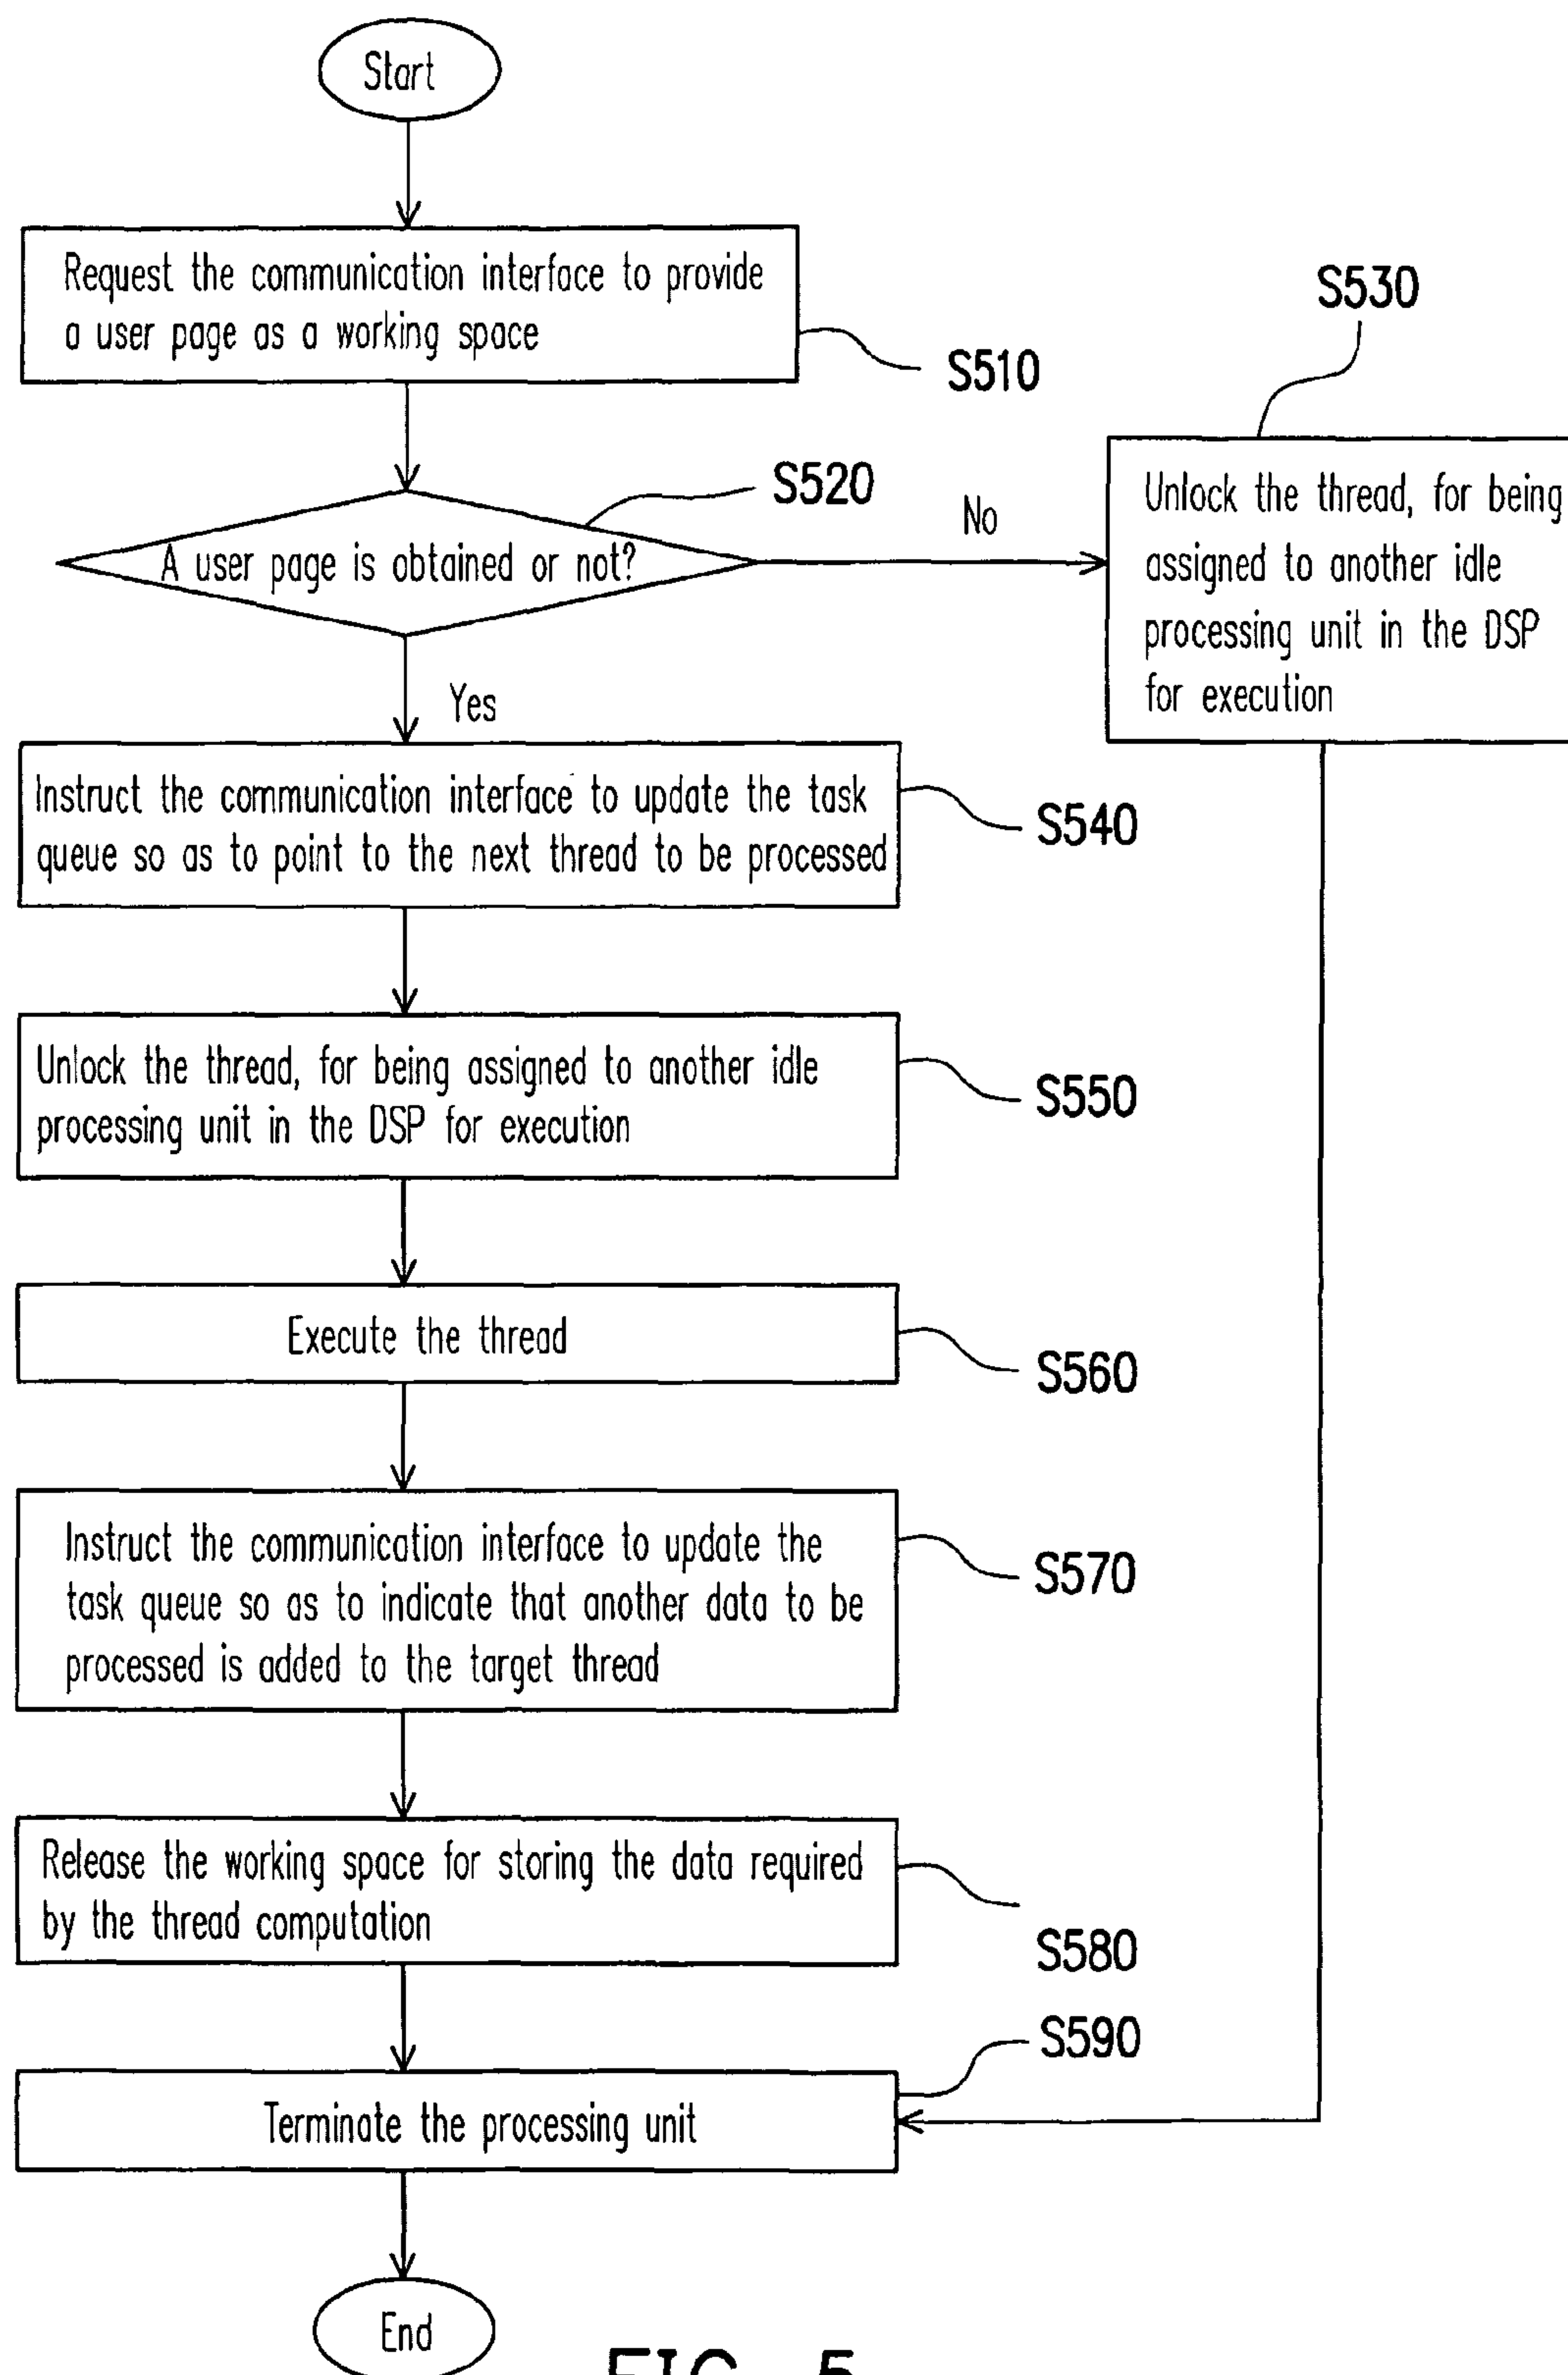 Start
Request the communication interface to provide
a user page as a working space
S510
S530
S520
A user page is obtained or not?
No
Unlock the thread, for being
assigned to another idle
processing unit in the DSP
for execution
Yes
Instruct the communication interface to update the task
queue so as to point to the next thread to be processed
S540
Unlock the thread, for being assigned to another idle
processing unit in the DSP for execution
S550
Execute the thread
S560
Instruct the communication interface to update the
task queue so as to indicate that another data to be
processed is added to the target thread
S570
Release the working space for storing the data required
by the thread computation
S580
S590
Terminate the processing unit
End
FIG. 5